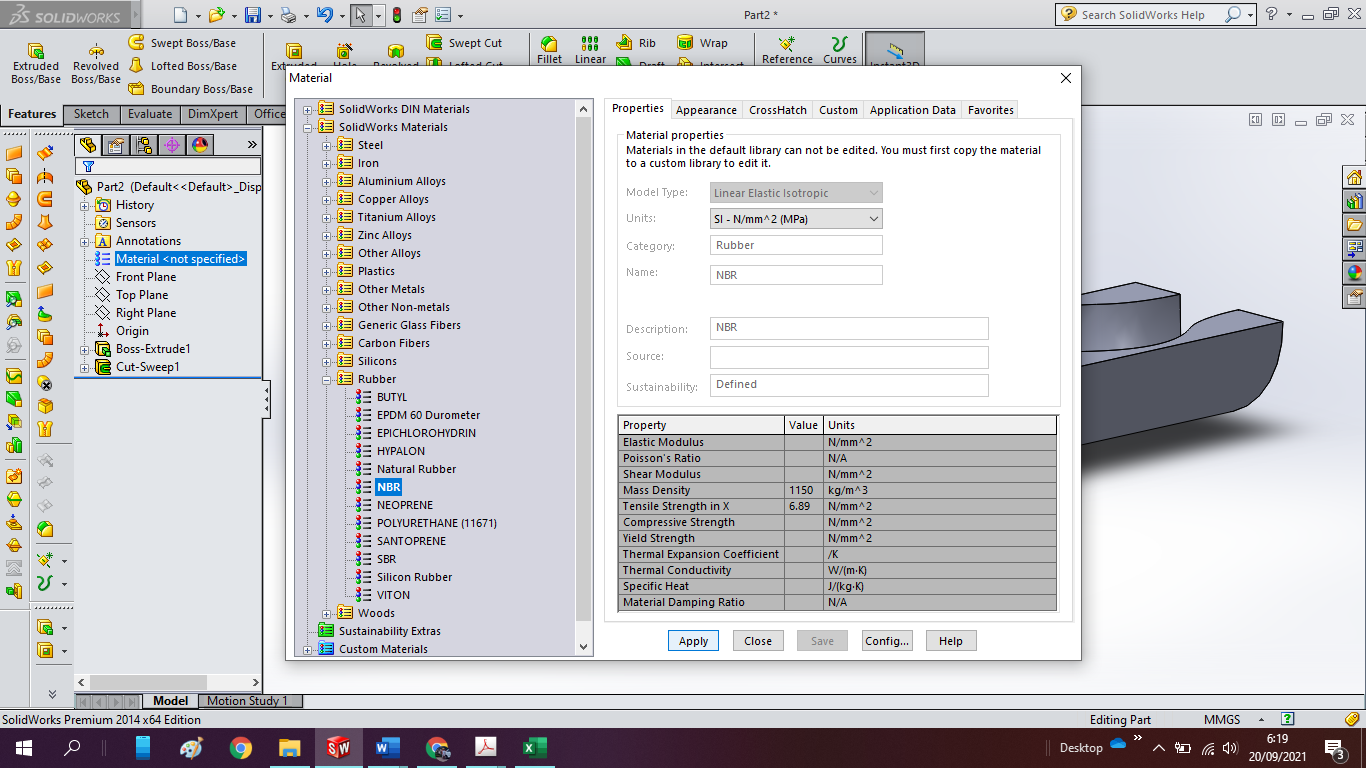 SOLIDWORKS
Part2 *
Search SolidWorks Help
Extruded Boss/Base
Revolved Boss/Base
Swept Boss/Base
Lofted Boss/Base
Boundary Boss/Base
Swept Cut
Fillet
Linear
Rib
Wrap
Reference
Curves
Features
Sketch
Evaluate
DimXpert
Office
Part2 (Default<<Default>_Disp
History
Sensors
Annotations
Material <not specified>
Front Plane
Top Plane
Right Plane
Origin
Boss-Extrude1
Cut-Sweep1
Material
SolidWorks DIN Materials
SolidWorks Materials
Steel
Iron
Aluminium Alloys
Copper Alloys
Titanium Alloys
Zinc Alloys
Other Alloys
Plastics
Other Metals
Other Non-metals
Generic Glass Fibers
Carbon Fibers
Silicons
Rubber
BUTYL
EPDM 60 Durometer
EPICHLOROHYDRIN
HYPALON
Natural Rubber
NBR
NEOPRENE
POLYURETHANE (11671)
SANTOPRENE
SBR
Silicon Rubber
VITON
Woods
Sustainability Extras
Custom Materials
Properties
Appearance
CrossHatch
Custom
Application Data
Favorites
Material properties
Materials in the default library can not be edited. You must first copy the material
to a custom library to edit it.
Model Type: Linear Elastic Isotropic
Units: SI - N/mm^2 (MPa)
Category: Rubber
Name: NBR
Description: NBR
Source:
Sustainability: Defined
Property Value Units
Elastic Modulus N/mm^2
Poisson's Ratio N/A
Shear Modulus N/mm^2
Mass Density 1150 kg/m^3
Tensile Strength in X 6.89 N/mm^2
Compressive Strength N/mm^2
Yield Strength N/mm^2
Thermal Expansion Coefficient /K
Thermal Conductivity W/(m·K)
Specific Heat J/(kg·K)
Material Damping Ratio N/A
Apply
Close
Save
Config...
Help
Model
Motion Study 1
SolidWorks Premium 2014 x64 Edition
Editing Part
MMGS
Desktop
6:19
20/09/2021
3